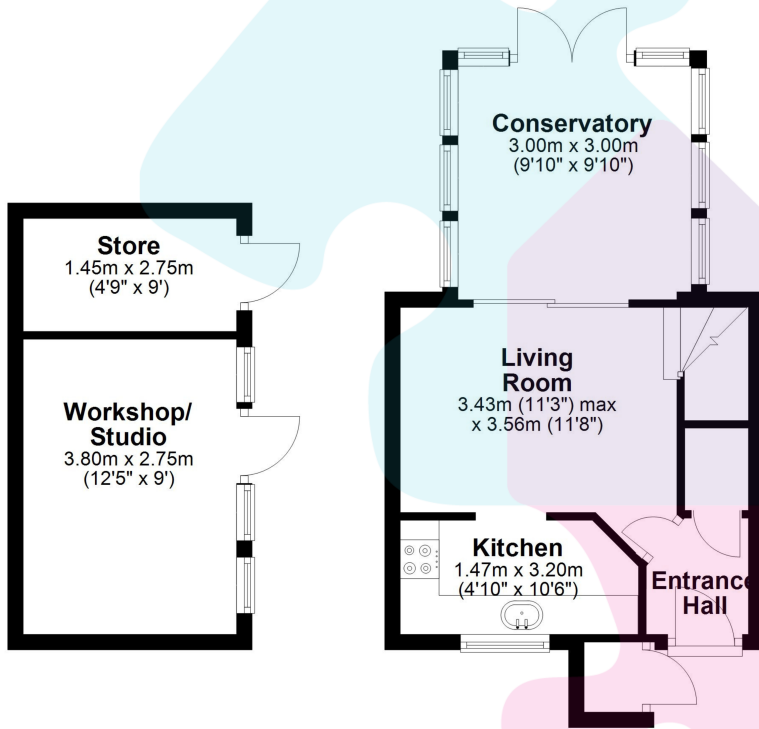 Conservatory
3.00m x 3.00m
(9'10" x 9'10")
Store
1.45m x 2.75m
(4'9" x 9')
Living
Room
3.43m (11'3") max
x 3.56m (11'8")
Workshop/
Studio
3.80m x 2.75m
(12'5" x 9')
Kitchen
1.47m x 3.20m
(4'10" x 10'6")
Entrance
Hall